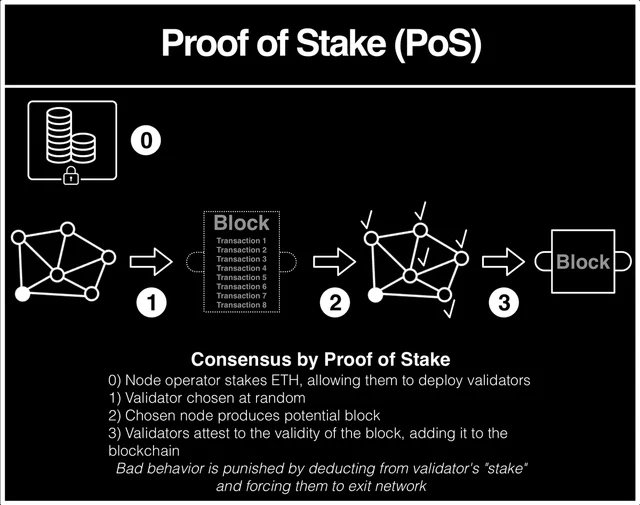 Proof of Stake (PoS)
0
Block
Transaction 1
Transaction 2
Transaction 3
Transaction 4
Transaction 5
Transaction 6
Transaction 7
Transaction 8
Block
1
2
3
Consensus by Proof of Stake
0) Node operator stakes ETH, allowing them to deploy validators
1) Validator chosen at random
2) Chosen node produces potential block
3) Validators attest to the validity of the block, adding it to the
blockchain
Bad behavior is punished by deducting from validator's "stake"
and forcing them to exit network